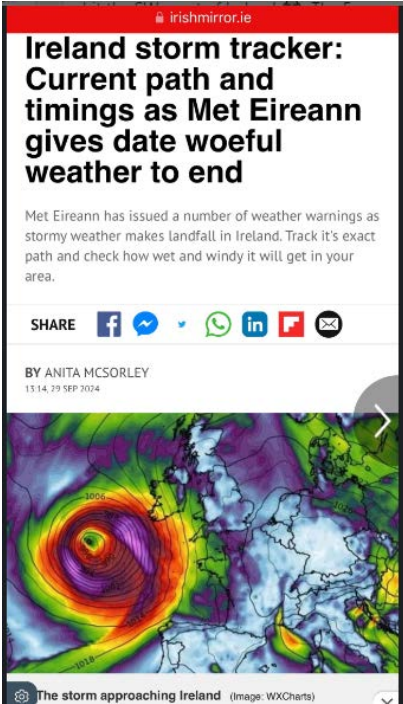 irishmirror.ie
Ireland storm tracker:
Current path and
timings as Met Eireann
gives date woeful
weather to end
Met Eireann has issued a number of weather warnings as
stormy weather makes landfall in Ireland. Track it's exact
path and check how wet and windy it will get in your
area.
SHARE
BY ANITA MCSORLEY
13:14, 29 SEP 2024
1006
1018
The storm approaching Ireland (Image: WXCharts)